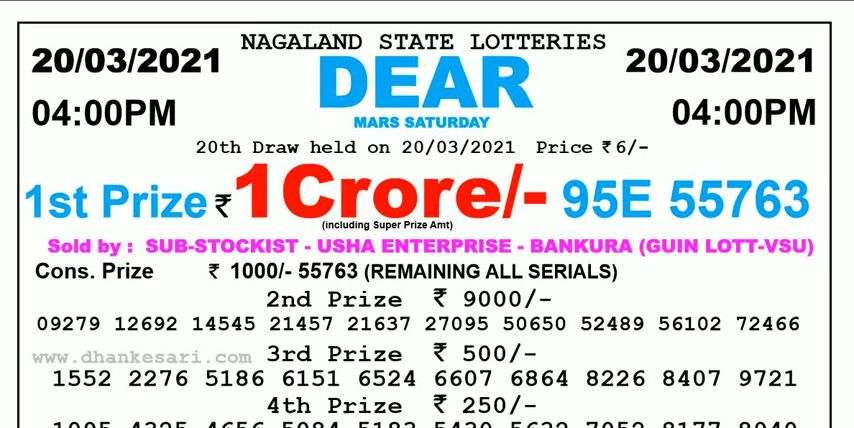 NAGALAND STATE LOTTERIES
20/03/2021 DEAR 20/03/2021
04:00PM MARS SATURDAY 04:00PM
20th Draw held on 20/03/2021 Price ₹ 6/-
1st Prize ₹ 1Crore/- 95E 55763
(including Super Prize Amt)
Sold by : SUB-STOCKIST - USHA ENTERPRISE - BANKURA (GUIN LOTT-VSU)
Cons. Prize ₹ 1000/- 55763 (REMAINING ALL SERIALS)
2nd Prize ₹ 9000/-
09279 12692 14545 21457 21637 27095 50650 52489 56102 72466
www.dhankesari.com 3rd Prize ₹ 500/-
1552 2276 5186 6151 6524 6607 6864 8226 8407 9721
4th Prize ₹ 250/-